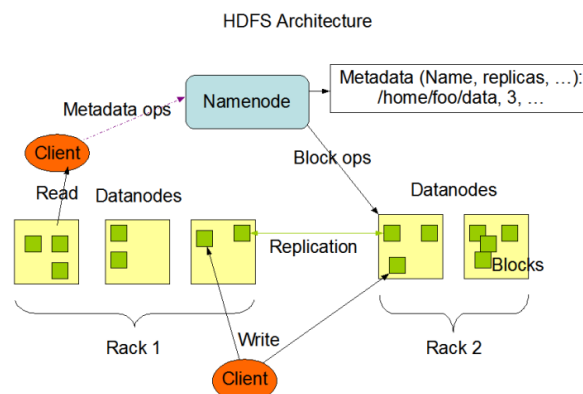 HDFS Architecture
Metadata (Name, replicas, ...):
/home/foo/data, 3, ...
Namenode
Metadata ops
Client
Block ops
Read
Datanodes
Datanodes
Replication
Blocks
Rack 1
Write
Rack 2
Client